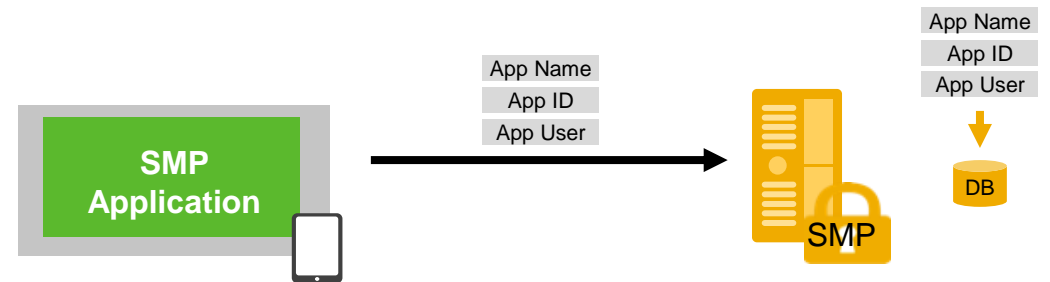 SMP
Application
App Name
App ID
App User
SMP
App Name
App ID
App User
DB